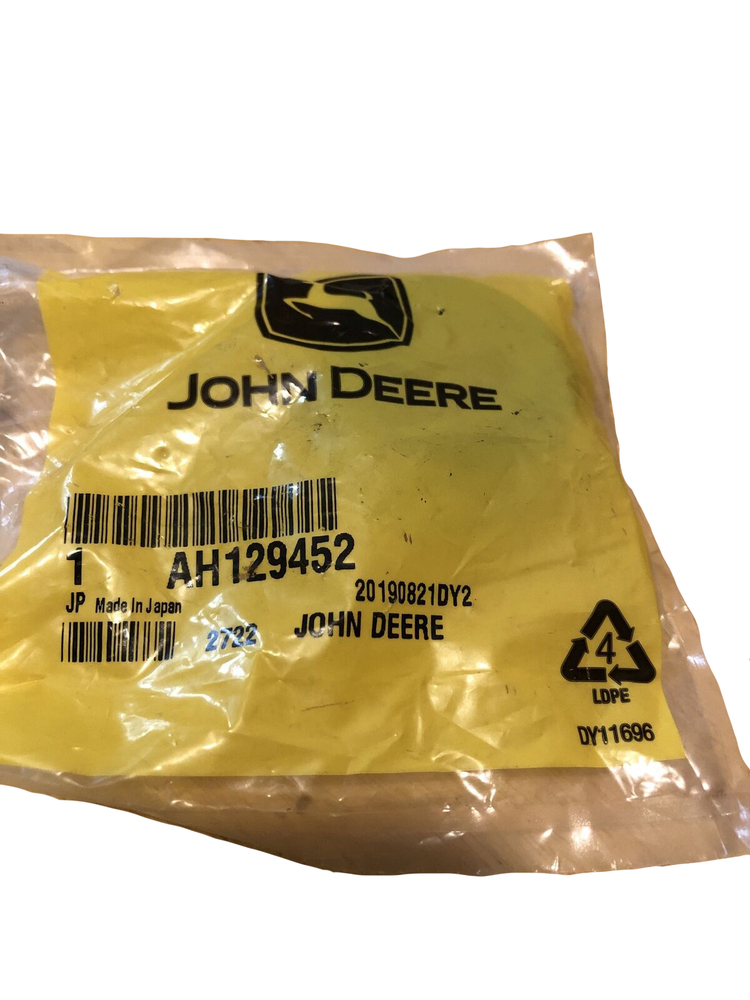 JOHN DEERE
1 AH129452
20190821DY2
JP Made In Japan
2722 JOHN DEERE
4
LDPE
DY11696